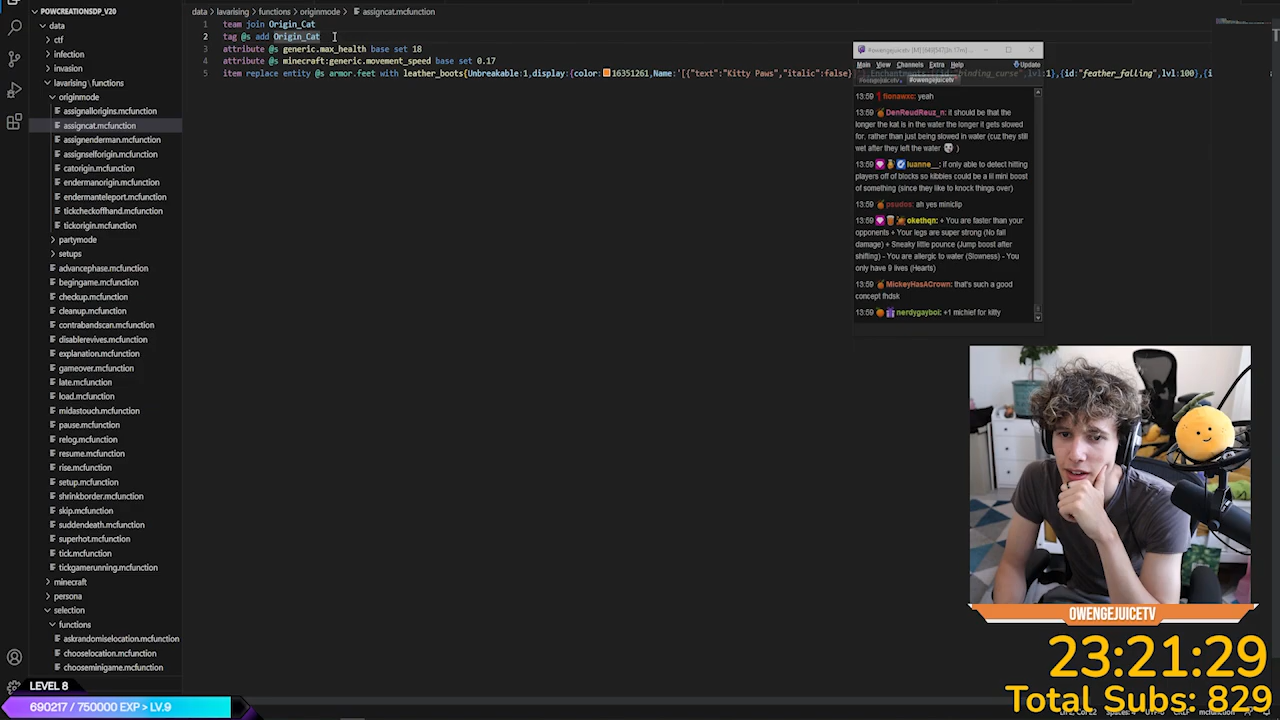 POWCREATIONSDP_V20
data
ctf
infection
invasion
lavarising \ functions
originmode
assignallorigins.mcfunction
assigncat.mcfunction
assignenderman.mcfunction
assignselforigin.mcfunction
catorigin.mcfunction
endermanorigin.mcfunction
endermanteleport.mcfunction
tickcheckoffhand.mcfunction
tickorigin.mcfunction
partymode
setups
advancephase.mcfunction
begingame.mcfunction
checkup.mcfunction
cleanup.mcfunction
contrabandscan.mcfunction
disablerevives.mcfunction
explanation.mcfunction
gameover.mcfunction
late.mcfunction
load.mcfunction
midastouch.mcfunction
pause.mcfunction
relog.mcfunction
resume.mcfunction
rise.mcfunction
setup.mcfunction
shrinkborder.mcfunction
skip.mcfunction
suddendeath.mcfunction
superhot.mcfunction
tick.mcfunction
tickgamerunning.mcfunction
minecraft
persona
selection
functions
askrandomiselocation.mcfunction
chooselocation.mcfunction
chooseminigame.mcfunction
data > lavarising > functions > originmode > assigncat.mcfunction
1 team join Origin_Cat
2 tag @s add Origin_Cat
3 attribute @s generic.max_health base set 18
4 attribute @s minecraft:generic.movement_speed base set 0.17
5 item replace entity @s armor.feet with leather_boots{Unbreakable:1,display:{color:16351261,Name:'[{"text":"Kitty Paws","italic":false} binding_curse",lvl:1},{id:"feather_falling",lvl:100},{id
Main View Channels Extra Help Update
#owengejuicetv
13:59 fionawxc: yeah
13:59 DenReudReuz_n: it should be that the
longer the kat is in the water the longer it gets slowed
for, rather than just being slowed in water (cuz they still
wet after they left the water )
13:59 luanne__: if only able to detect hitting
players off of blocks so kibbles could be a lil mini boost
of something (since they like to knock things over)
13:59 psudos: ah yes miniclip
13:59 okethqn: + You are faster than your
opponents + Your legs are super strong (No fall
damage) + Sneaky little pounce (Jump boost after
shifting) - You are allergic to water (Slowness) - You
only have 9 lives (Hearts)
13:59 MickeyHasACrown: that's such a good
concept fhdsk
13:59 nerdygayboi: +1 michief for kitty
OWENGEJUICETV
23:21:29
Total Subs: 829
LEVEL 8
690217 / 750000 EXP > LV.9